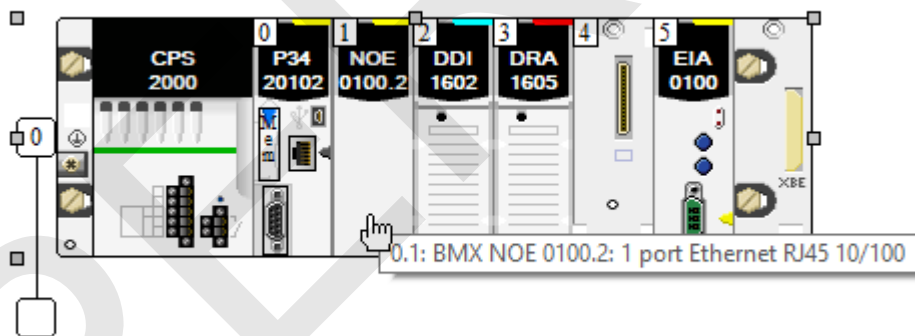 0 1 2 3 4 5
CPS P34 NOE DDI DRA EIA
2000 20102 0100.2 1602 1605 0100
0
Mem
XBE
0.1: BMX NOE 0100.2: 1 port Ethernet RJ45 10/100